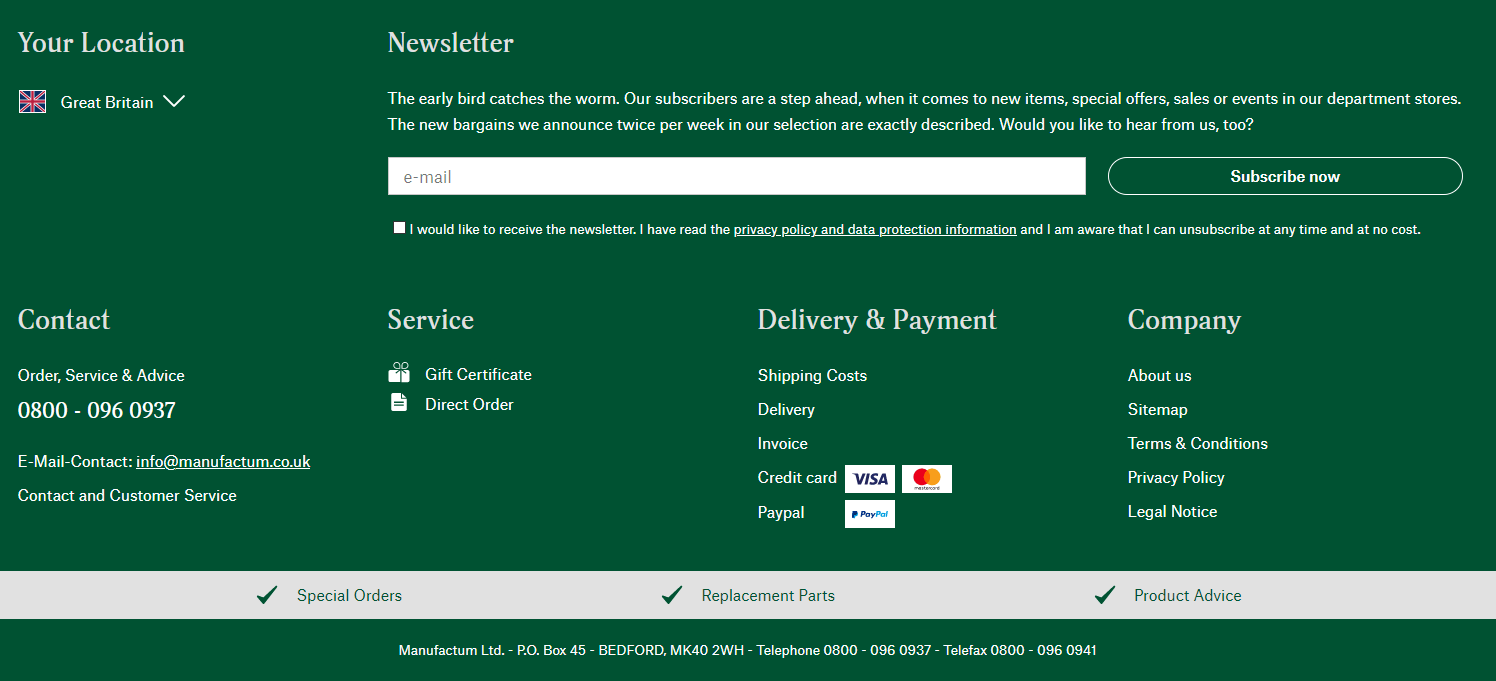 Your Location
Great Britain
Newsletter
The early bird catches the worm. Our subscribers are a step ahead, when it comes to new items, special offers, sales or events in our department stores.
The new bargains we announce twice per week in our selection are exactly described. Would you like to hear from us, too?
e-mail
Subscribe now
I would like to receive the newsletter. I have read the privacy policy and data protection information and I am aware that I can unsubscribe at any time and at no cost.
Contact
Order, Service & Advice
0800 - 096 0937
E-Mail-Contact: info@manufactum.co.uk
Contact and Customer Service
Service
Gift Certificate
Direct Order
Delivery & Payment
Shipping Costs
Delivery
Invoice
Credit card VISA mastercard
Paypal PayPal
Company
About us
Sitemap
Terms & Conditions
Privacy Policy
Legal Notice
Special Orders
Replacement Parts
Product Advice
Manufactum Ltd. - P.O. Box 45 - BEDFORD, MK40 2WH - Telephone 0800 - 096 0937 - Telefax 0800 - 096 0941